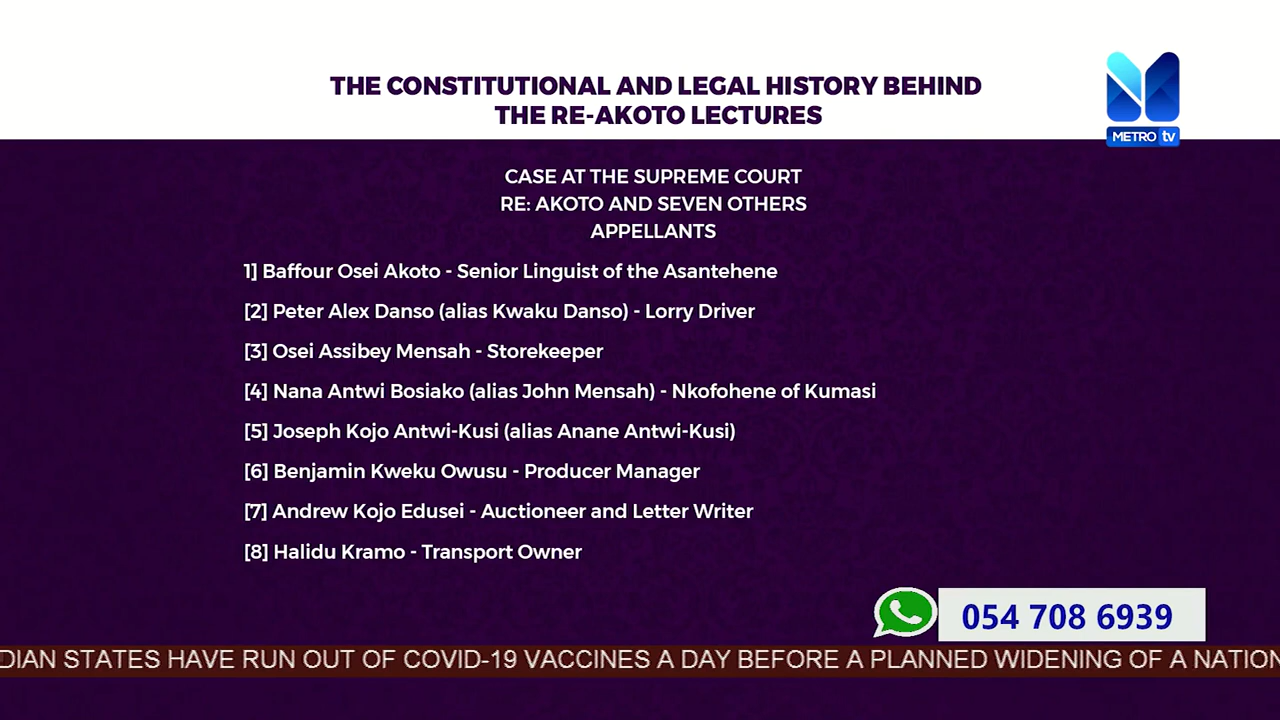 THE CONSTITUTIONAL AND LEGAL HISTORY BEHIND
THE RE-AKOTO LECTURES
METRO tv
CASE AT THE SUPREME COURT
RE: AKOTO AND SEVEN OTHERS
APPELLANTS
1] Baffour Osei Akoto - Senior Linguist of the Asantehene
[2] Peter Alex Danso (alias Kwaku Danso) - Lorry Driver
[3] Osei Assibey Mensah - Storekeeper
[4] Nana Antwi Bosiako (alias John Mensah) - Nkofohene of Kumasi
[5] Joseph Kojo Antwi-Kusi (alias Anane Antwi-Kusi)
[6] Benjamin Kweku Owusu - Producer Manager
[7] Andrew Kojo Edusei - Auctioneer and Letter Writer
[8] Halidu Kramo - Transport Owner
054 708 6939
DIAN STATES HAVE RUN OUT OF COVID-19 VACCINES A DAY BEFORE A PLANNED WIDENING OF A NATION